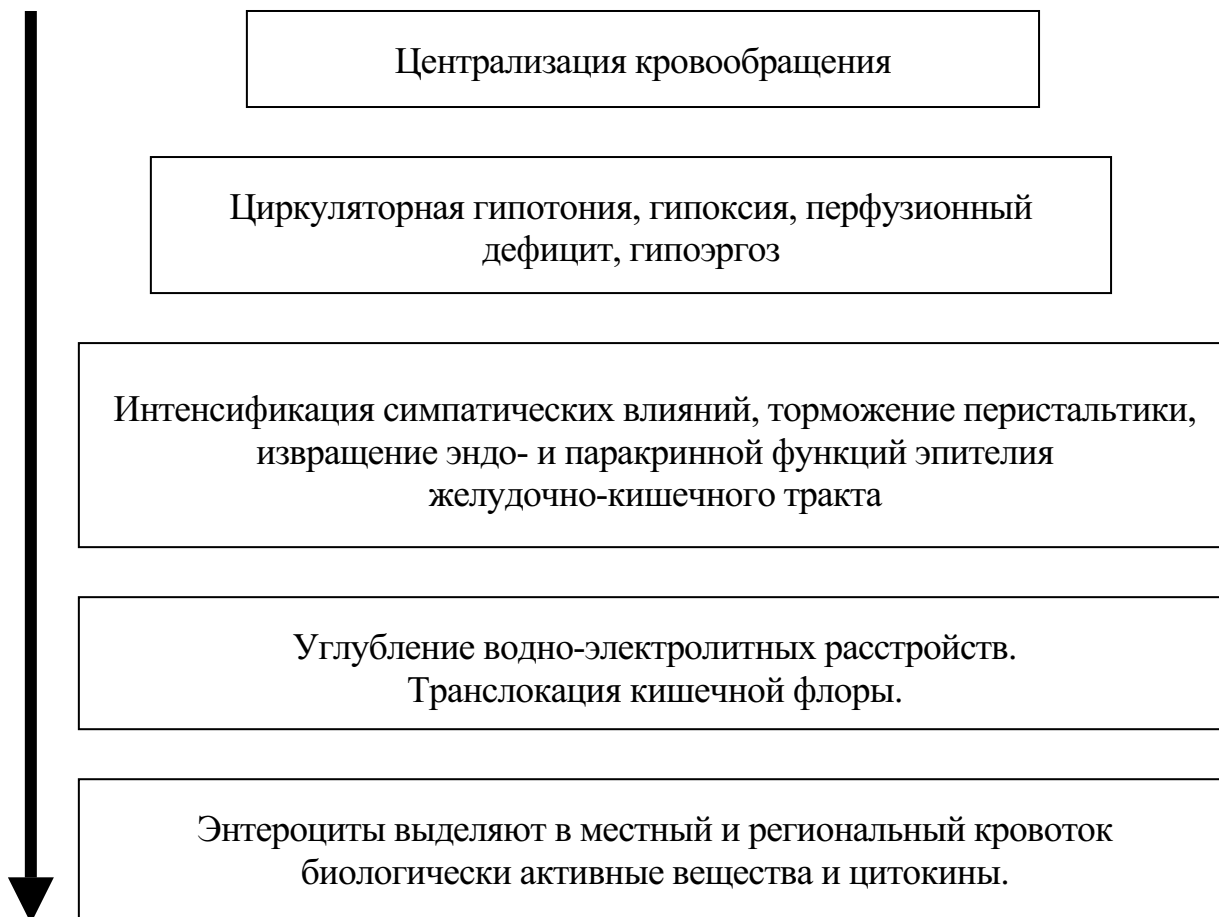 Централизация кровообращения
Циркуляторная гипотония, гипоксия, перфузионный
дефицит, гипоэргоз
Интенсификация симпатических влияний, торможение перистальтики,
извращение эндо- и паракринной функций эпителия
желудочно-кишечного тракта
Углубление водно-электролитных расстройств.
Транслокация кишечной флоры.
Энтероциты выделяют в местный и региональный кровоток
биологически активные вещества и цитокины.